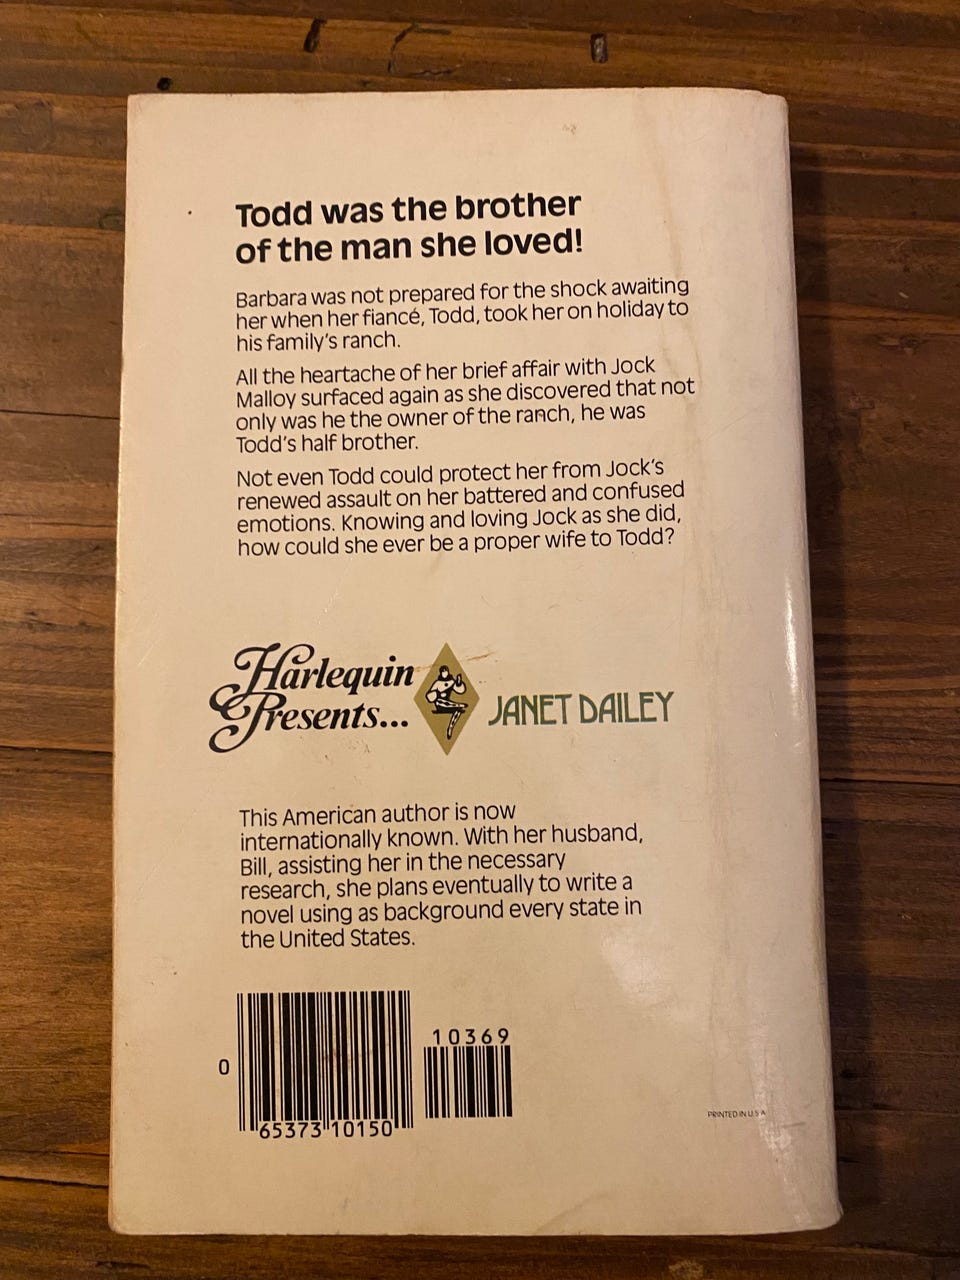 Todd was the brother
of the man she loved!
Barbara was not prepared for the shock awaiting
her when her fiancé, Todd, took her on holiday to
his family's ranch.
All the heartache of her brief affair with Jock
Malloy surfaced again as she discovered that not
only was he the owner of the ranch, he was
Todd's half brother.
Not even Todd could protect her from Jock's
renewed assault on her battered and confused
emotions. Knowing and loving Jock as she did,
how could she ever be a proper wife to Todd?
Harlequin
Presents...
JANET DAILEY
This American author is now
internationally known. With her husband,
Bill, assisting her in the necessary
research, she plans eventually to write a
novel using as background every state in
the United States.
10369
0
65373 10150
PRINTED IN U.S.A